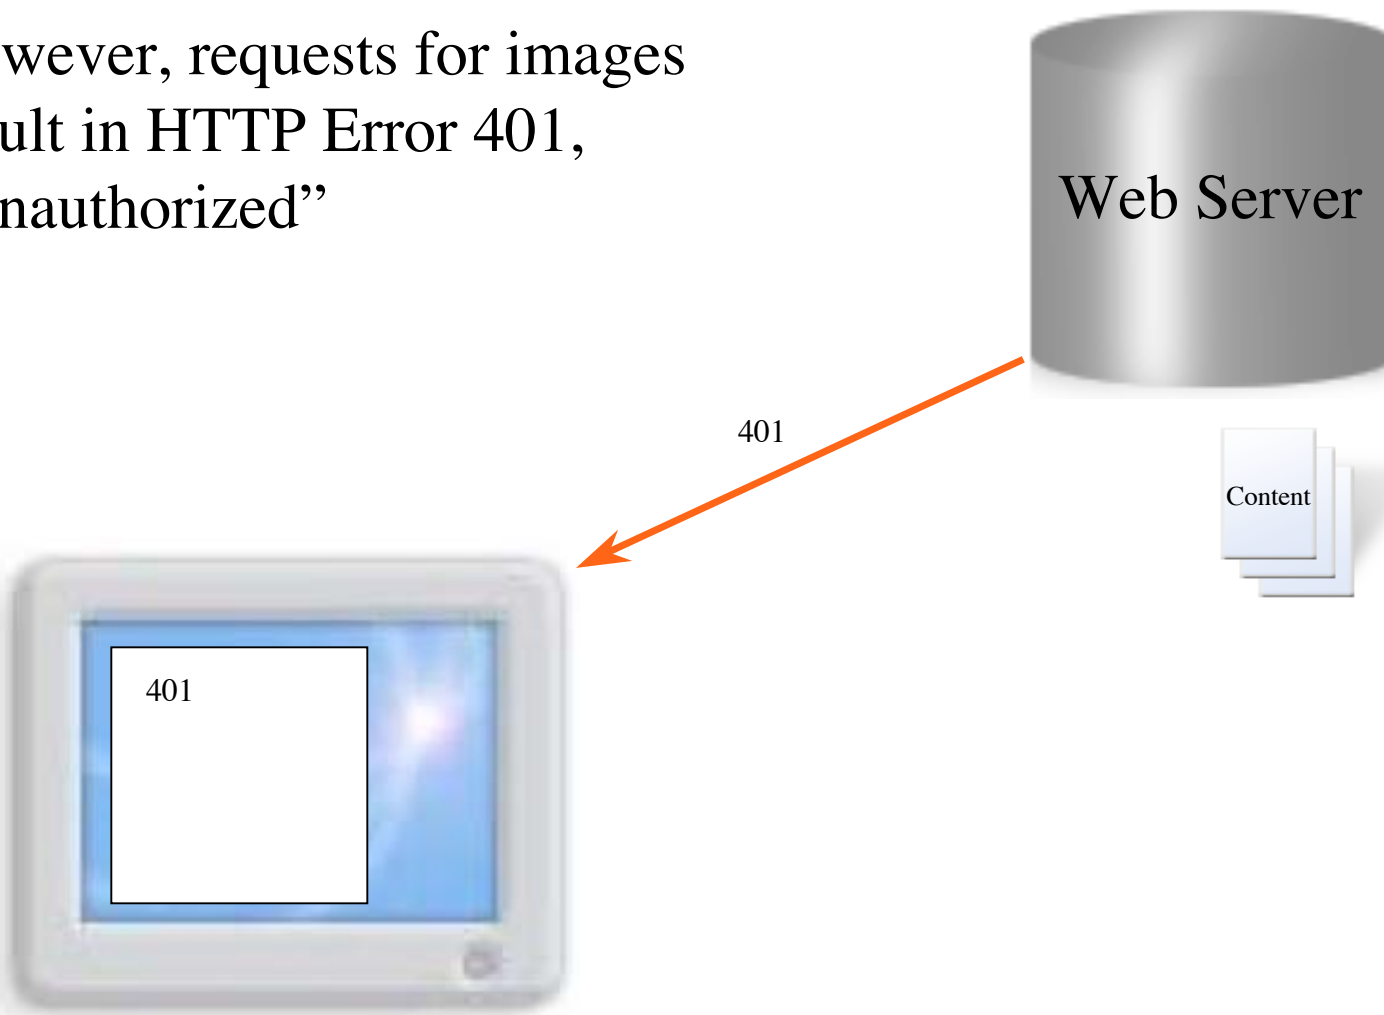 wever, requests for images
ult in HTTP Error 401,
nauthorized”
Web Server
401
Content
401